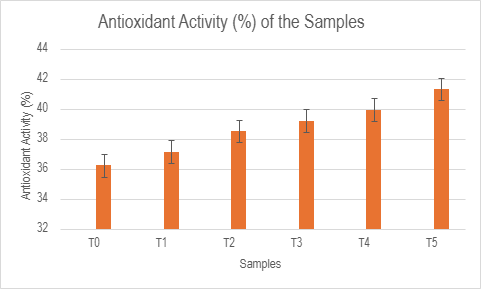 Antioxidant Activity (%) of the Samples
44
42
40
38
36
34
32
Antioxidant Activity (%)
T0 T1 T2 T3 T4 T5
Samples